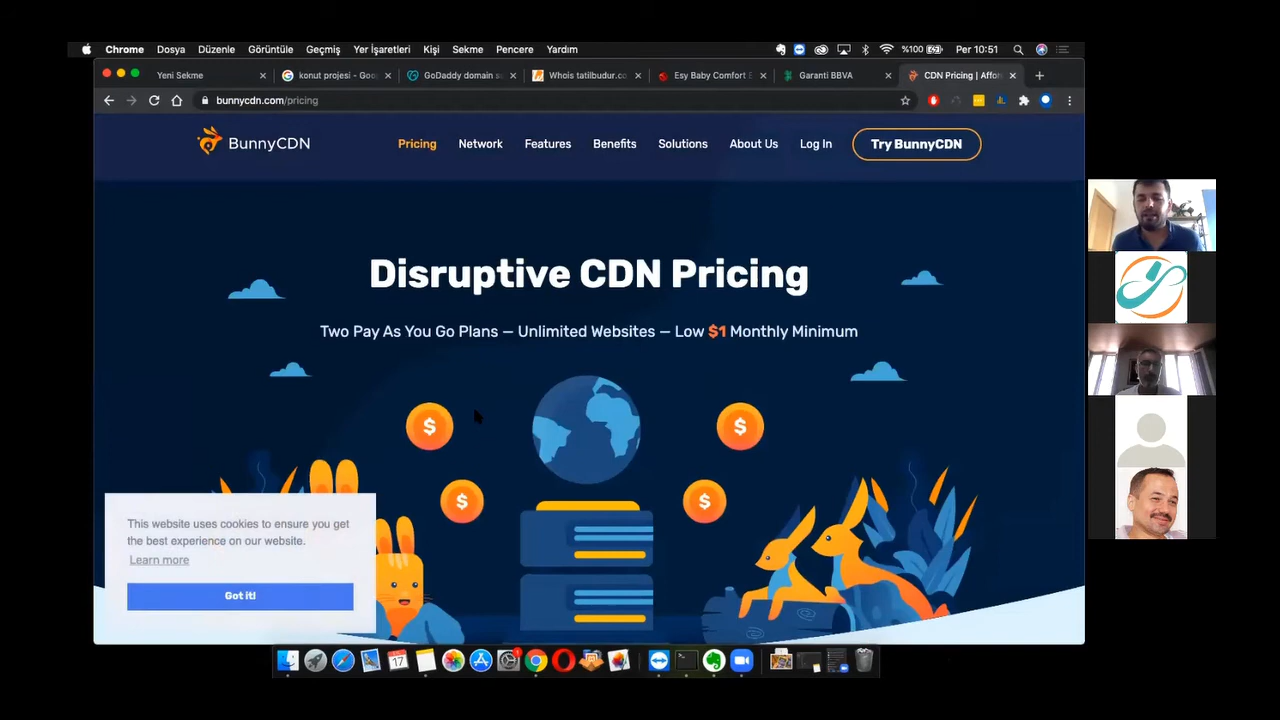 Chrome Dosya Düzenle Görüntüle Geçmiş Yer İşaretleri Kişi Sekme Pencere Yardım %100 Per 10:51
Yeni Sekme konut projesi - Goo GoDaddy domain s Whois tatilbudur.co Esy Baby Comfort E Garanti BBVA CDN Pricing | Affor
bunnycdn.com/pricing
BunnyCDN Pricing Network Features Benefits Solutions About Us Log In Try BunnyCDN
Disruptive CDN Pricing
Two Pay As You Go Plans — Unlimited Websites — Low $1 Monthly Minimum
$ $
$ $
This website uses cookies to ensure you get
the best experience on our website.
Learn more
Got it!
17